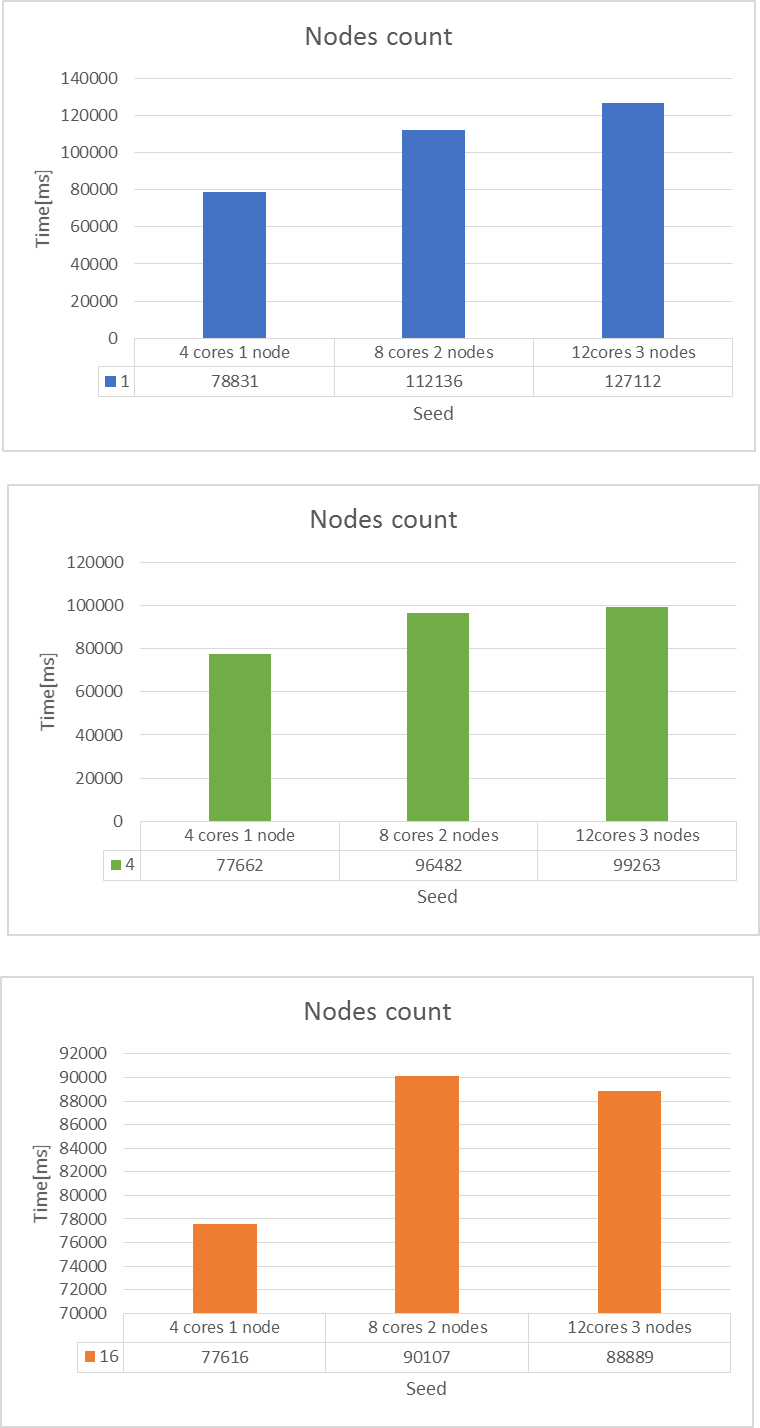 Nodes count
140000
120000
100000
80000
60000
40000
20000
0
Time[ms]
4 cores 1 node 8 cores 2 nodes 12cores 3 nodes
1 78831 112136 127112
Seed
Nodes count
120000
100000
80000
60000
40000
20000
0
Time[ms]
4 cores 1 node 8 cores 2 nodes 12cores 3 nodes
4 77662 96482 99263
Seed
Nodes count
92000
90000
88000
86000
84000
82000
80000
78000
76000
74000
72000
70000
Time[ms]
4 cores 1 node 8 cores 2 nodes 12cores 3 nodes
16 77616 90107 88889
Seed